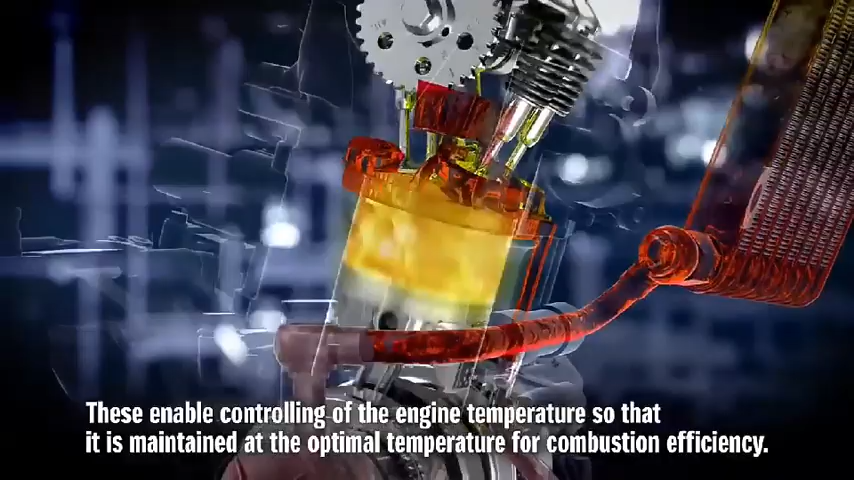 These enable controlling of the engine temperature so that
it is maintained at the optimal temperature for combustion efficiency.